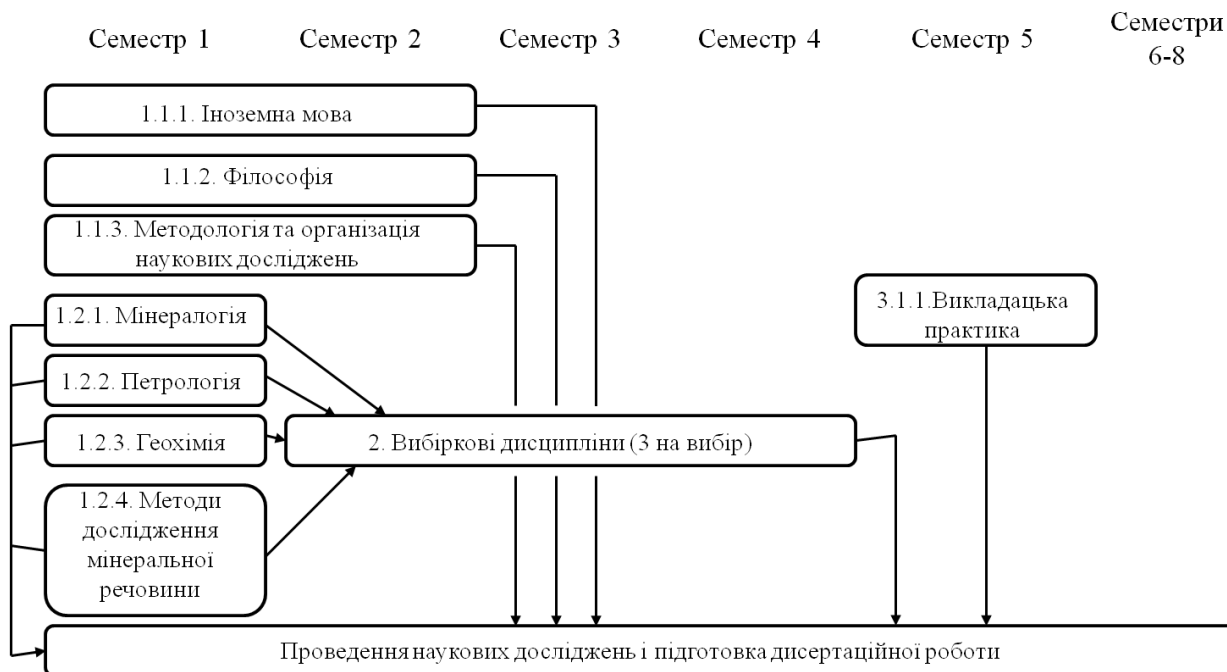 Семестр 1
Семестр 2
Семестр 3
Семестр 4
Семестр 5
Семестри
6-8
1.1.1. Іноземна мова
1.1.2. Філософія
1.1.3. Методологія та організація
наукових досліджень
1.2.1. Мінералогія
3.1.1.Викладацька
практика
1.2.2. Петрологія
1.2.3. Геохімія
2. Вибіркові дисципліни (3 на вибір)
1.2.4. Методи
дослідження
мінеральної
речовини
Проведення наукових досліджень і підготовка дисертаційної роботи